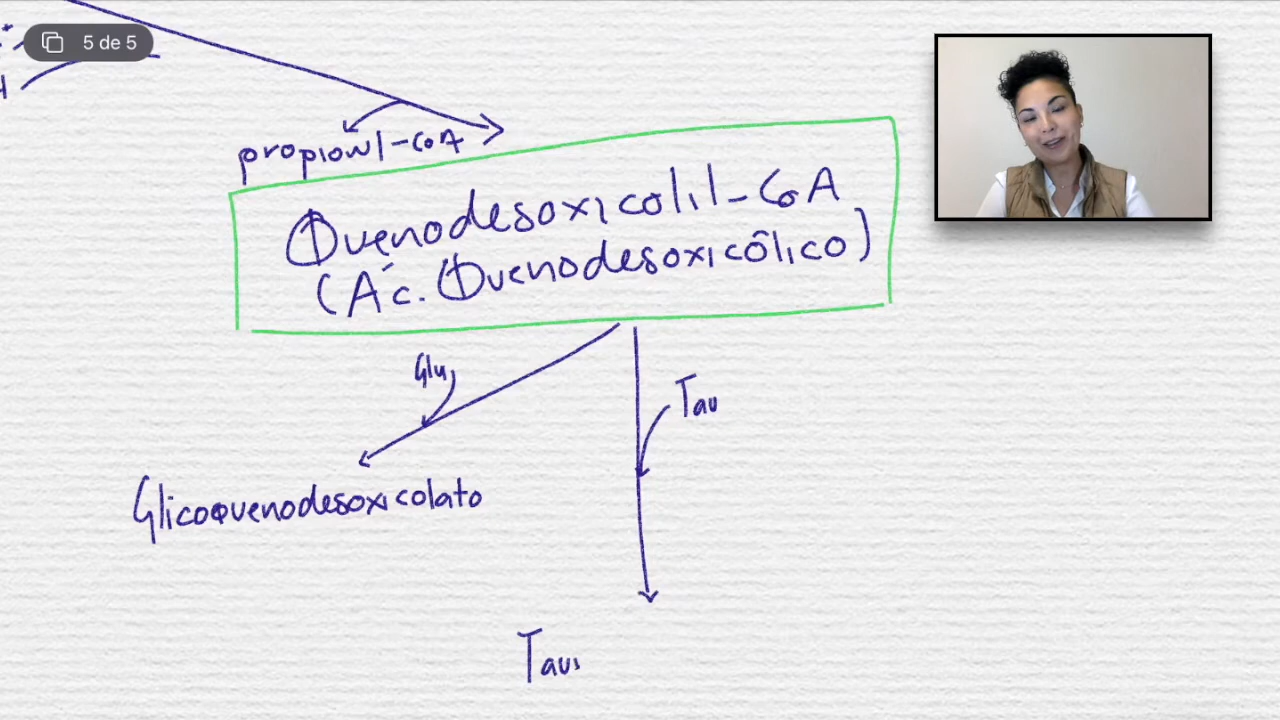 5 de 5
propionil-CoA
Quenodesoxicolil-CoA
(Ác. Quenodesoxicólico)
Glu
Tau
Glicoquenodesoxicolato
Tau